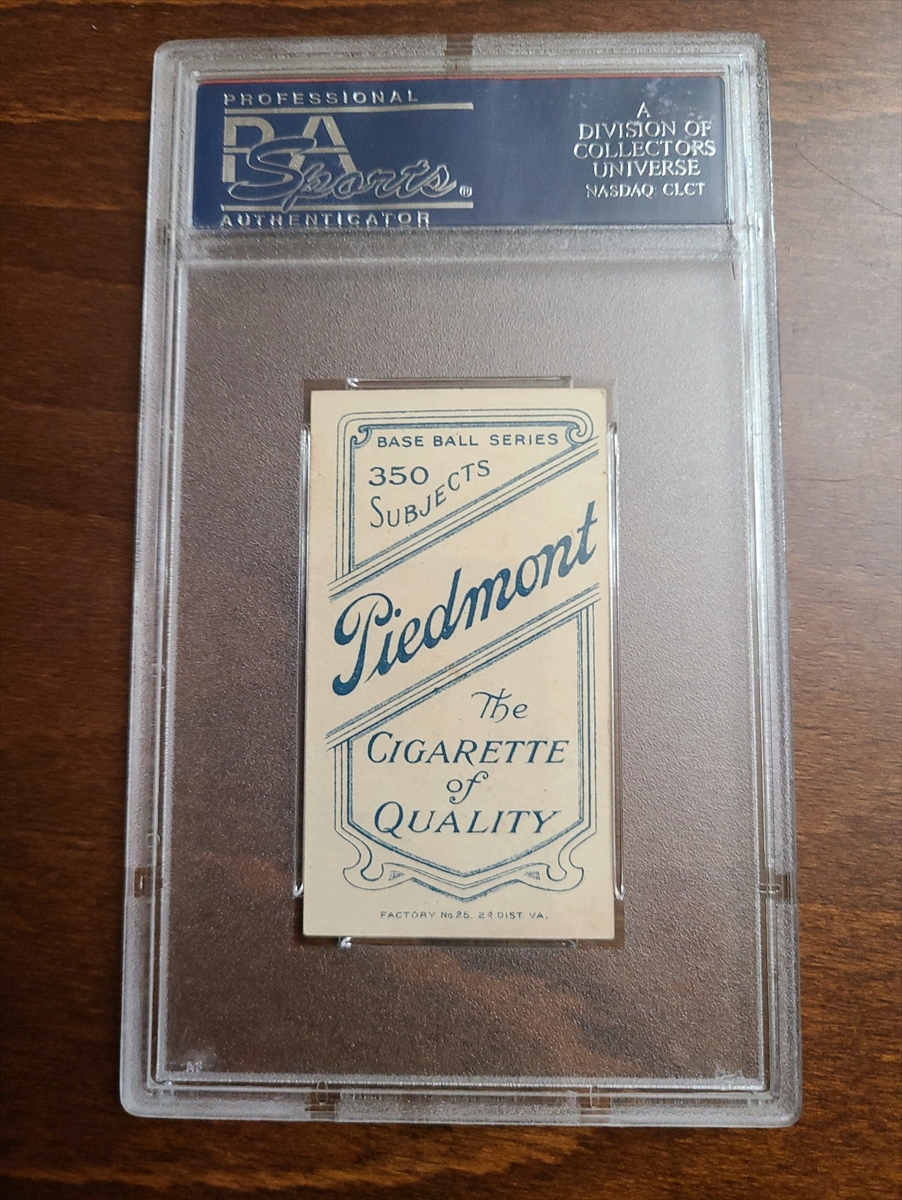 PROFESSIONAL
PSA
Sports®
AUTHENTICATOR
A
DIVISION OF
COLLECTORS
UNIVERSE
NASDAQ: CLCT
BASE BALL SERIES
350
SUBJECTS
Piedmont
The
CIGARETTE
of
QUALITY
FACTORY No 25. 2d DIST. VA.